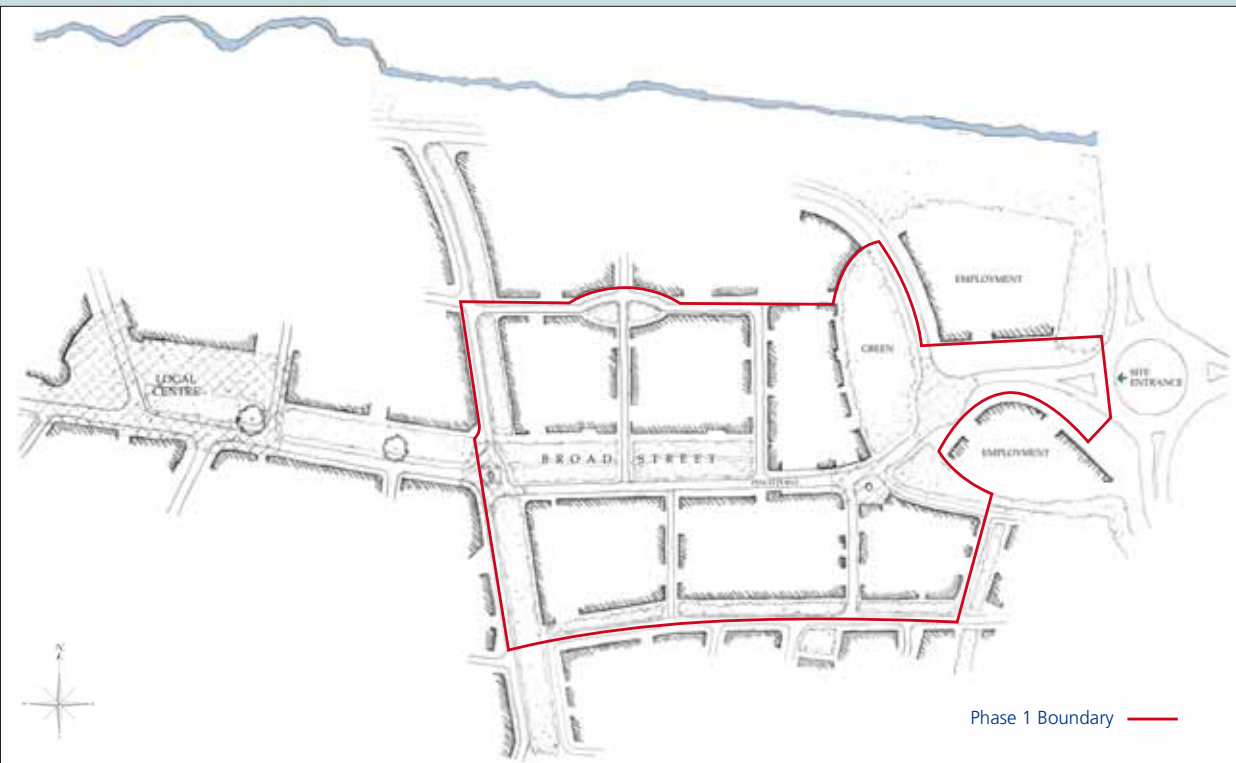 EMPLOYMENT
GREEN
SITE
ENTRANCE
LOCAL
CENTRE
BROAD STREET
EMPLOYMENT
N
Phase 1 Boundary